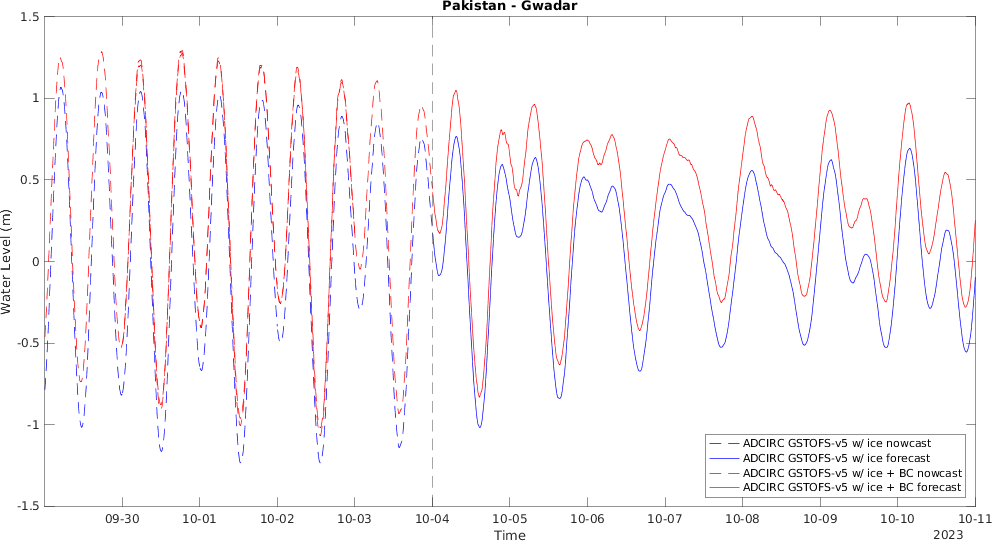 Pakistan - Gwadar
1.5
1
0.5
0
-0.5
-1
-1.5
Water Level (m)
ADCIRC GSTOFS-v5 w/ ice nowcast
ADCIRC GSTOFS-v5 w/ ice forecast
ADCIRC GSTOFS-v5 w/ ice + BC nowcast
ADCIRC GSTOFS-v5 w/ ice + BC forecast
09-30 10-01 10-02 10-03 10-04 10-05 10-06 10-07 10-08 10-09 10-10 10-11
Time
2023